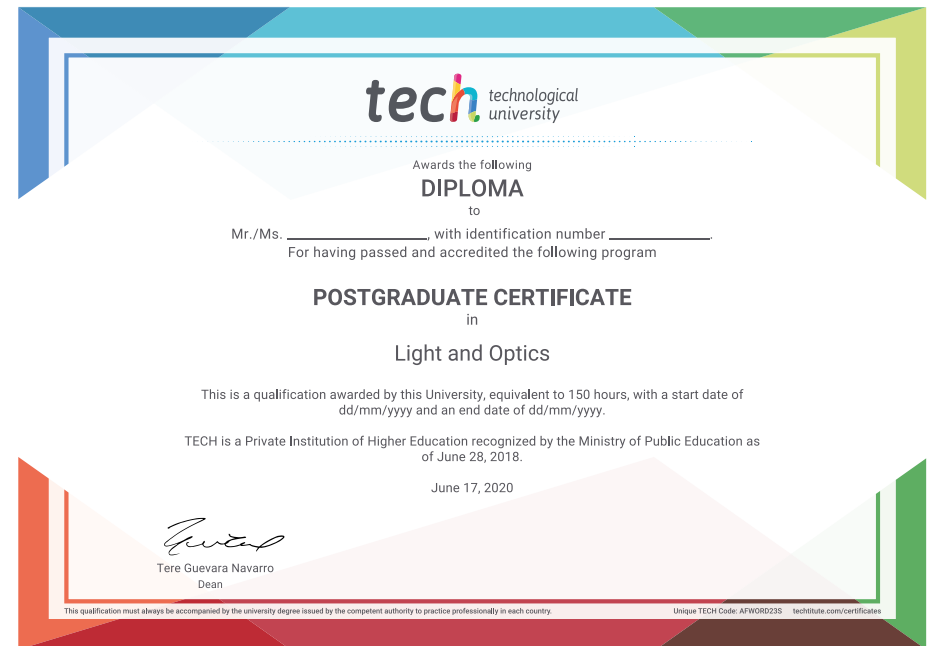 tech technological
university
Awards the following
DIPLOMA
to
Mr./Ms. ____________________, with identification number ______________.
For having passed and accredited the following program
POSTGRADUATE CERTIFICATE
in
Light and Optics
This is a qualification awarded by this University, equivalent to 150 hours, with a start date of
dd/mm/yyyy and an end date of dd/mm/yyyy.
TECH is a Private Institution of Higher Education recognized by the Ministry of Public Education as
of June 28, 2018.
June 17, 2020
Tere Guevara Navarro
Dean
This qualification must always be accompanied by the university degree issued by the competent authority to practice professionally in each country.
Unique TECH Code: AFWORD23S techtitute.com/certificates